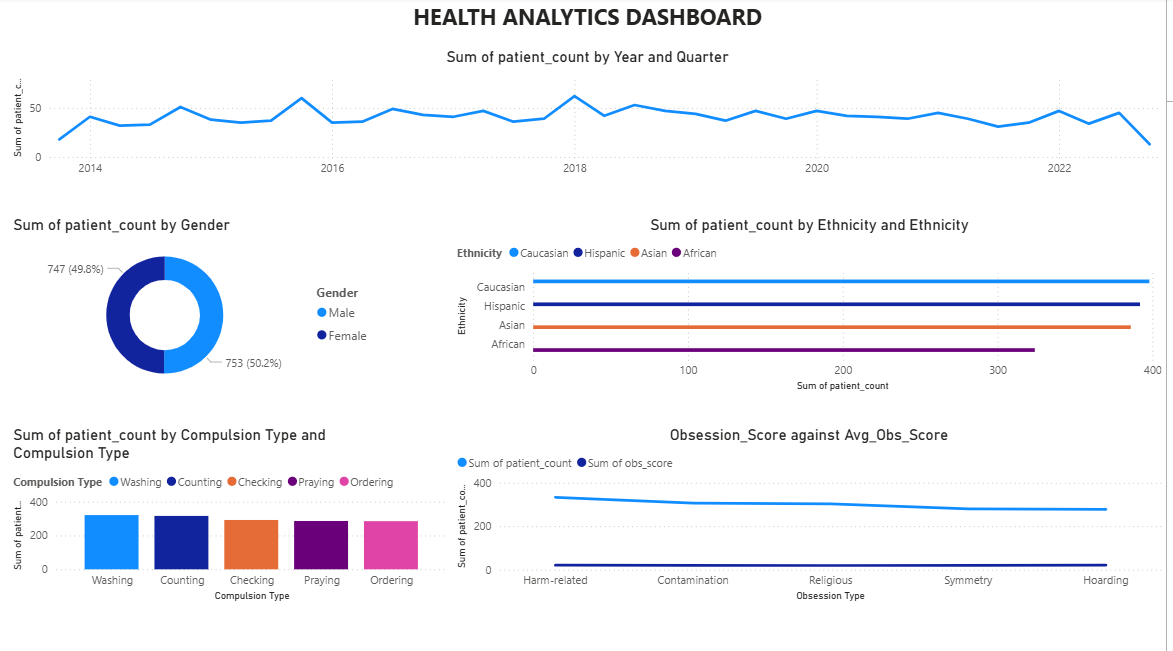 HEALTH ANALYTICS DASHBOARD
Sum of patient_count by Year and Quarter
Sum of patient_c...
50
0
2014 2016 2018 2020 2022
Sum of patient_count by Gender
747 (49.8%)
753 (50.2%)
Gender
Male
Female
Sum of patient_count by Ethnicity and Ethnicity
Ethnicity Caucasian Hispanic Asian African
Ethnicity
Caucasian
Hispanic
Asian
African
0 100 200 300 400
Sum of patient_count
Sum of patient_count by Compulsion Type and
Compulsion Type
Compulsion Type Washing Counting Checking Praying Ordering
Sum of patient...
400
200
0
Washing Counting Checking Praying Ordering
Compulsion Type
Obsession_Score against Avg_Obs_Score
Sum of patient_count Sum of obs_score
Sum of patient_co...
400
200
0
Harm-related Contamination Religious Symmetry Hoarding
Obsession Type